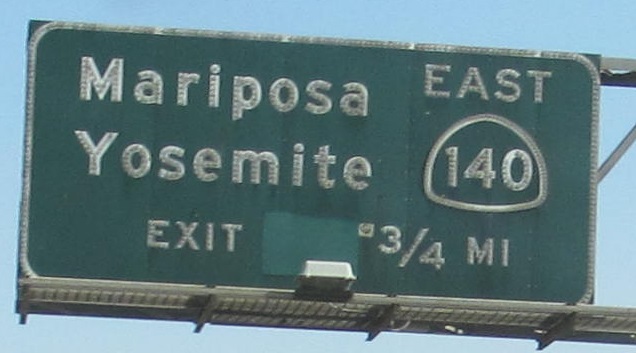 Mariposa EAST
Yosemite 140
EXIT 3/4 MI